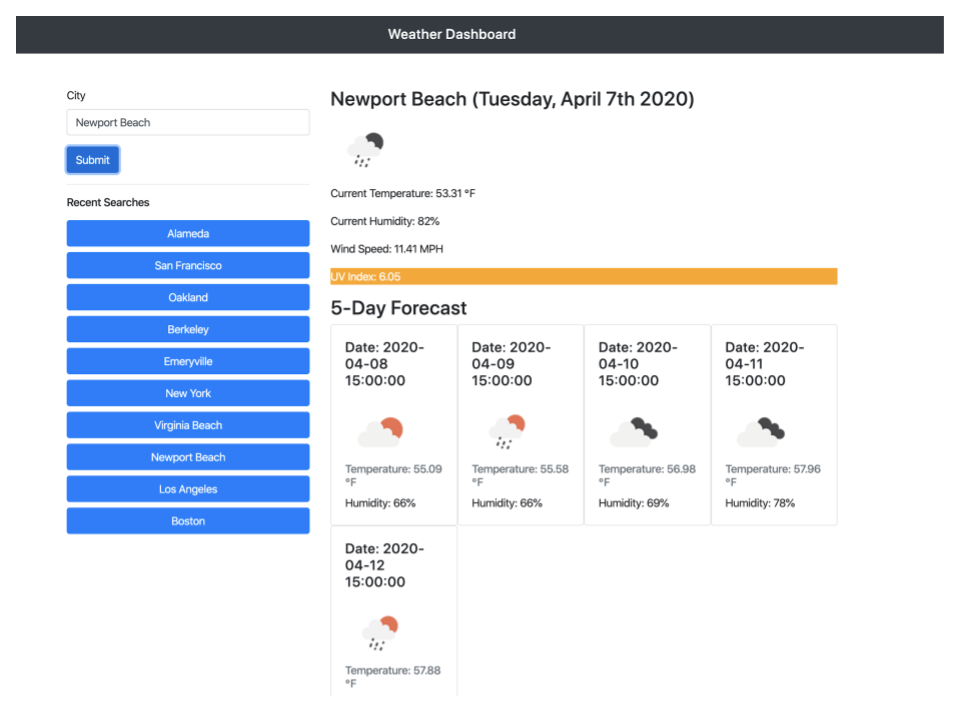 Weather Dashboard
City
Newport Beach
Submit
Recent Searches
Alameda
San Francisco
Oakland
Berkeley
Emeryville
New York
Virginia Beach
Newport Beach
Los Angeles
Boston
Newport Beach (Tuesday, April 7th 2020)
Current Temperature: 53.31 °F
Current Humidity: 82%
Wind Speed: 11.41 MPH
UV Index: 6.05
5-Day Forecast
Date: 2020-
04-08
15:00:00
Temperature: 55.09
°F
Humidity: 66%
Date: 2020-
04-09
15:00:00
Temperature: 55.58
°F
Humidity: 66%
Date: 2020-
04-10
15:00:00
Temperature: 56.98
°F
Humidity: 69%
Date: 2020-
04-11
15:00:00
Temperature: 57.96
°F
Humidity: 78%
Date: 2020-
04-12
15:00:00
Temperature: 57.88
°F